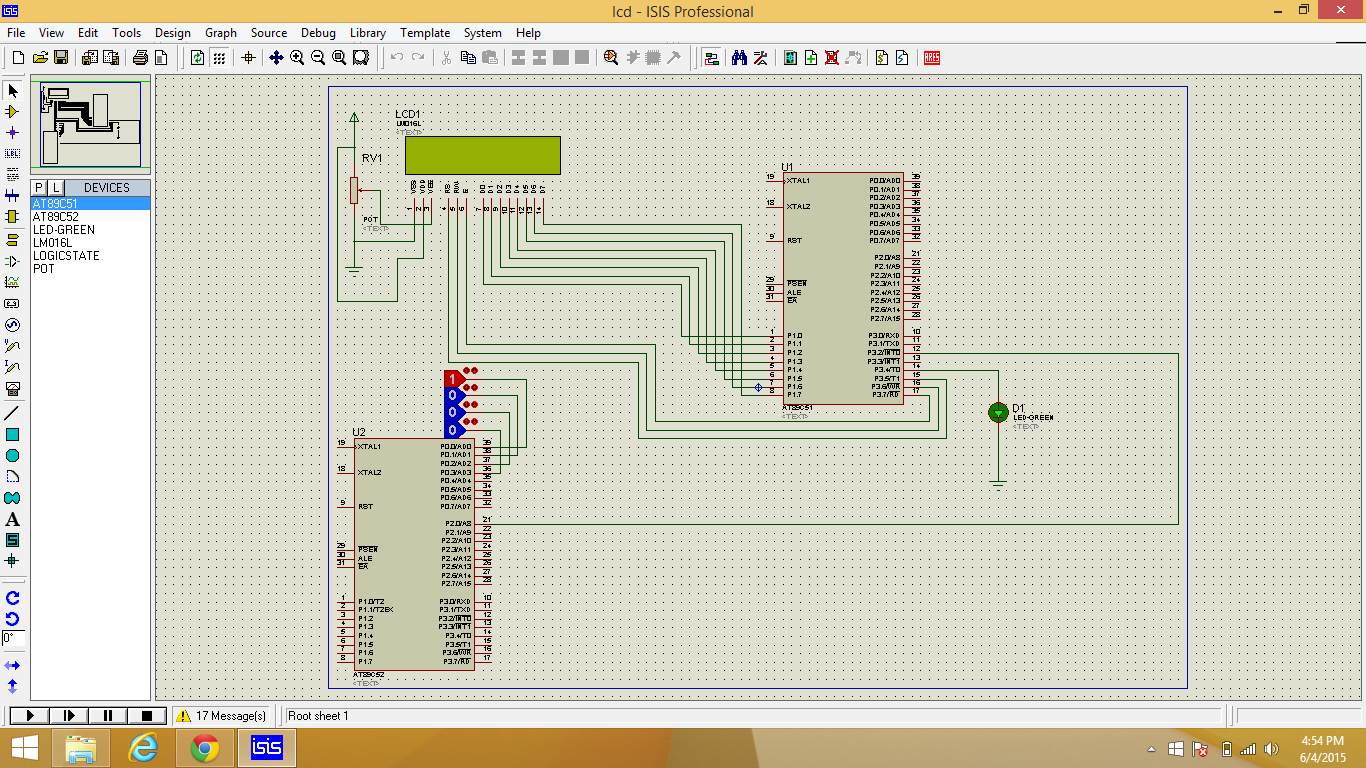 isis
lcd - ISIS Professional
File View Edit Tools Design Graph Source Debug Library Template System Help
P L DEVICES
AT89C51
AT89C52
LED-GREEN
LM016L
LOGICSTATE
POT
LBL
A
S
0°
LCD1
LM016L
<TEXT>
RV1
POT
<TEXT>
VSS VDD VEE RS RW E D0 D1 D2 D3 D4 D5 D6 D7
1 2 3 4 5 6 7 8 9 10 11 12 13 14
U1
19 XTAL1 P0.0/AD0 39
P0.1/AD1 38
P0.2/AD2 37
18 XTAL2 P0.3/AD3 36
P0.4/AD4 35
P0.5/AD5 34
P0.6/AD6 33
9 RST P0.7/AD7 32
P2.0/A8 21
P2.1/A9 22
P2.2/A10 23
29 PSEN P2.3/A11 24
30 ALE P2.4/A12 25
31 EA P2.5/A13 26
P2.6/A14 27
P2.7/A15 28
1 P1.0 P3.0/RXD 10
2 P1.1 P3.1/TXD 11
3 P1.2 P3.2/INT0 12
4 P1.3 P3.3/INT1 13
5 P1.4 P3.4/T0 14
6 P1.5 P3.5/T1 15
7 P1.6 P3.6/WR 16
8 P1.7 P3.7/RD 17
AT89C51
<TEXT>
D1
LED-GREEN
<TEXT>
1
0
0
0
U2
19 XTAL1 P0.0/AD0 39
P0.1/AD1 38
P0.2/AD2 37
18 XTAL2 P0.3/AD3 36
P0.4/AD4 35
P0.5/AD5 34
P0.6/AD6 33
9 RST P0.7/AD7 32
P2.0/A8 21
P2.1/A9 22
P2.2/A10 23
29 PSEN P2.3/A11 24
30 ALE P2.4/A12 25
31 EA P2.5/A13 26
P2.6/A14 27
P2.7/A15 28
1 P1.0/T2 P3.0/RXD 10
2 P1.1/T2EX P3.1/TXD 11
3 P1.2 P3.2/INT0 12
4 P1.3 P3.3/INT1 13
5 P1.4 P3.4/T0 14
6 P1.5 P3.5/T1 15
7 P1.6 P3.6/WR 16
8 P1.7 P3.7/RD 17
AT89C52
<TEXT>
17 Message(s) Root sheet 1
isis
4:54 PM
6/4/2015